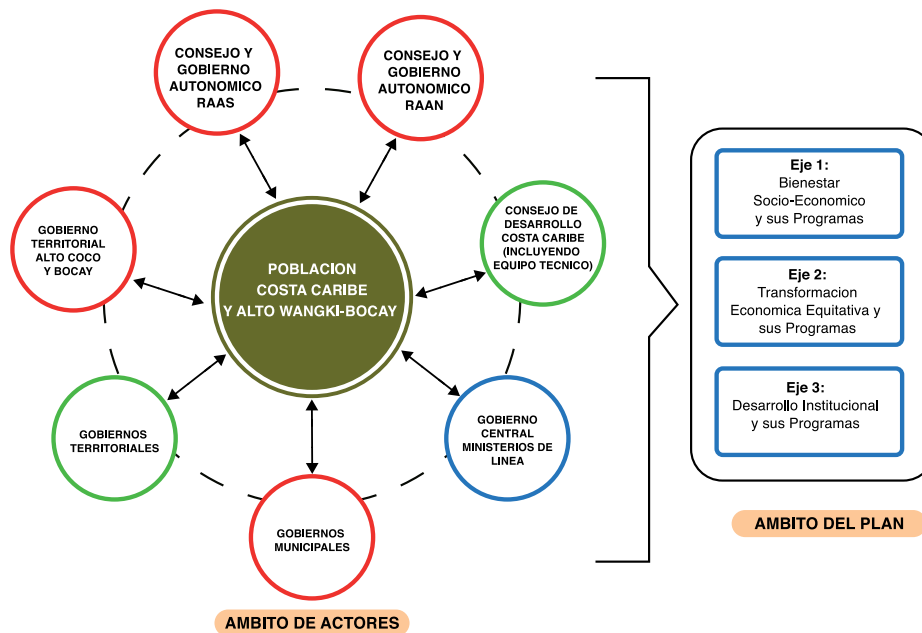 CONSEJO Y
GOBIERNO
AUTONOMICO
RAAS
CONSEJO Y
GOBIERNO
AUTONOMICO
RAAN
GOBIERNO
TERRITORIAL
ALTO COCO
Y BOCAY
CONSEJO DE
DESARROLLO
COSTA CARIBE
(INCLUYENDO
EQUIPO TECNICO)
POBLACION
COSTA CARIBE
Y ALTO WANGKI-BOCAY
GOBIERNOS
TERRITORIALES
GOBIERNO
CENTRAL
MINISTERIOS DE
LINEA
GOBIERNOS
MUNICIPALES
AMBITO DE ACTORES
Eje 1:
Bienestar
Socio-Economico
y sus Programas
Eje 2:
Transformacion
Economica Equitativa y
sus Programas
Eje 3:
Desarrollo Institucional
y sus Programas
AMBITO DEL PLAN